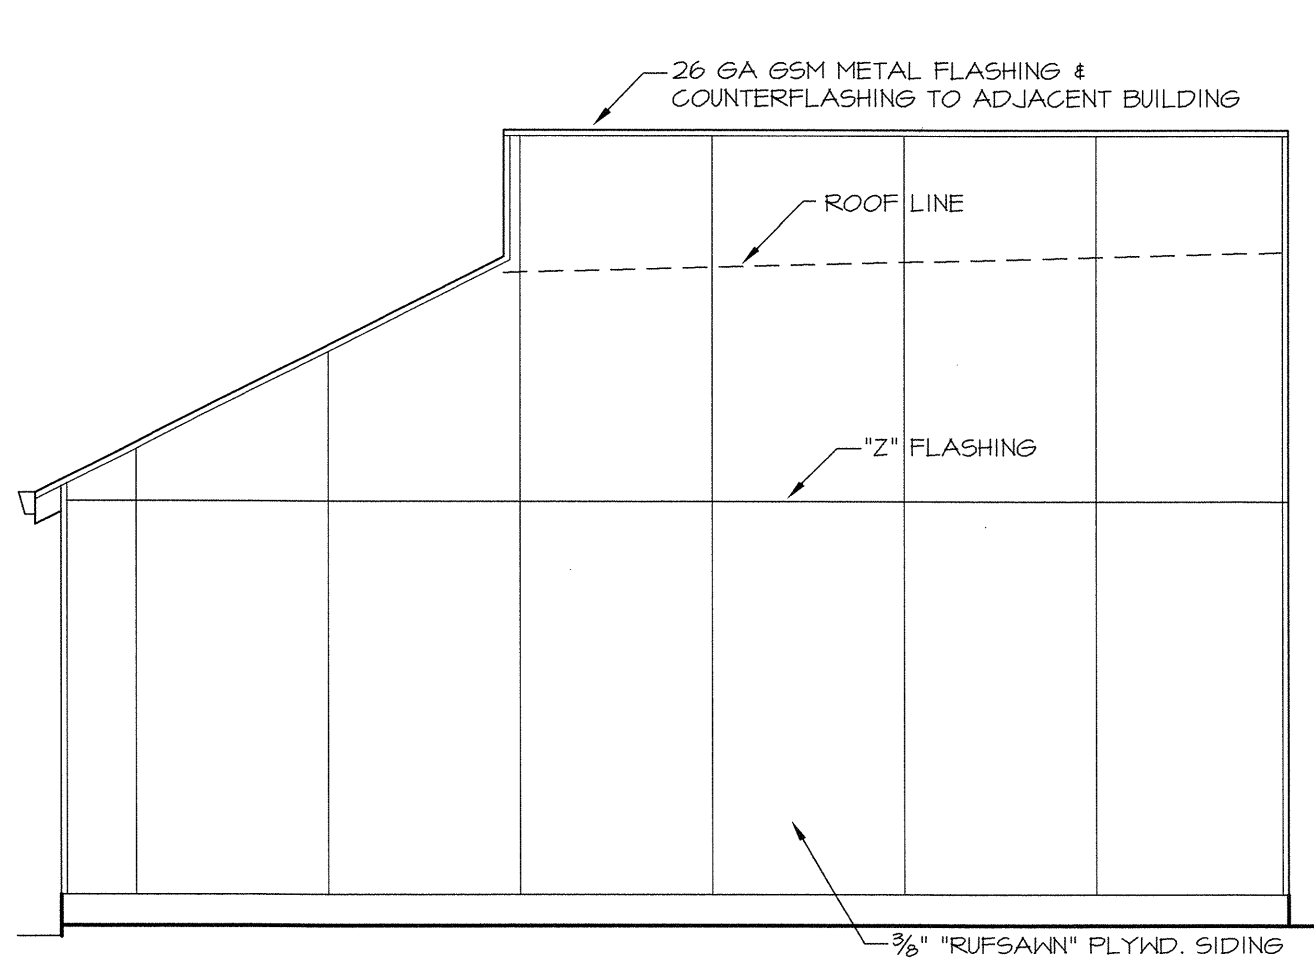 26 GA GSM METAL FLASHING &
COUNTERFLASHING TO ADJACENT BUILDING
ROOF LINE
"Z" FLASHING
3/8" "RUFSAWN" PLYWD. SIDING